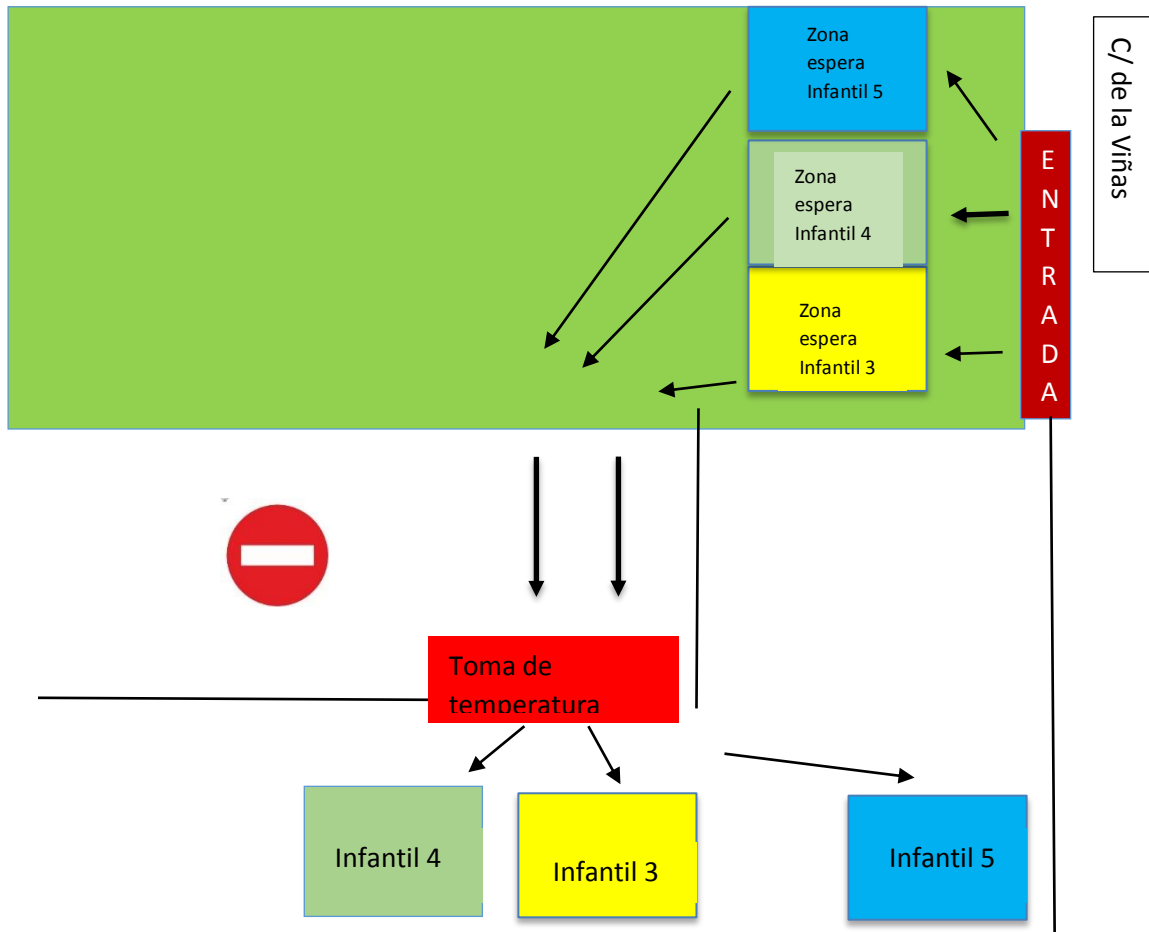 Zona
espera
Infantil 5
C/ de la Viñas
ENTRADA
Zona
espera
Infantil 4
Zona
espera
Infantil 3
Toma de
temperatura
Infantil 4
Infantil 3
Infantil 5